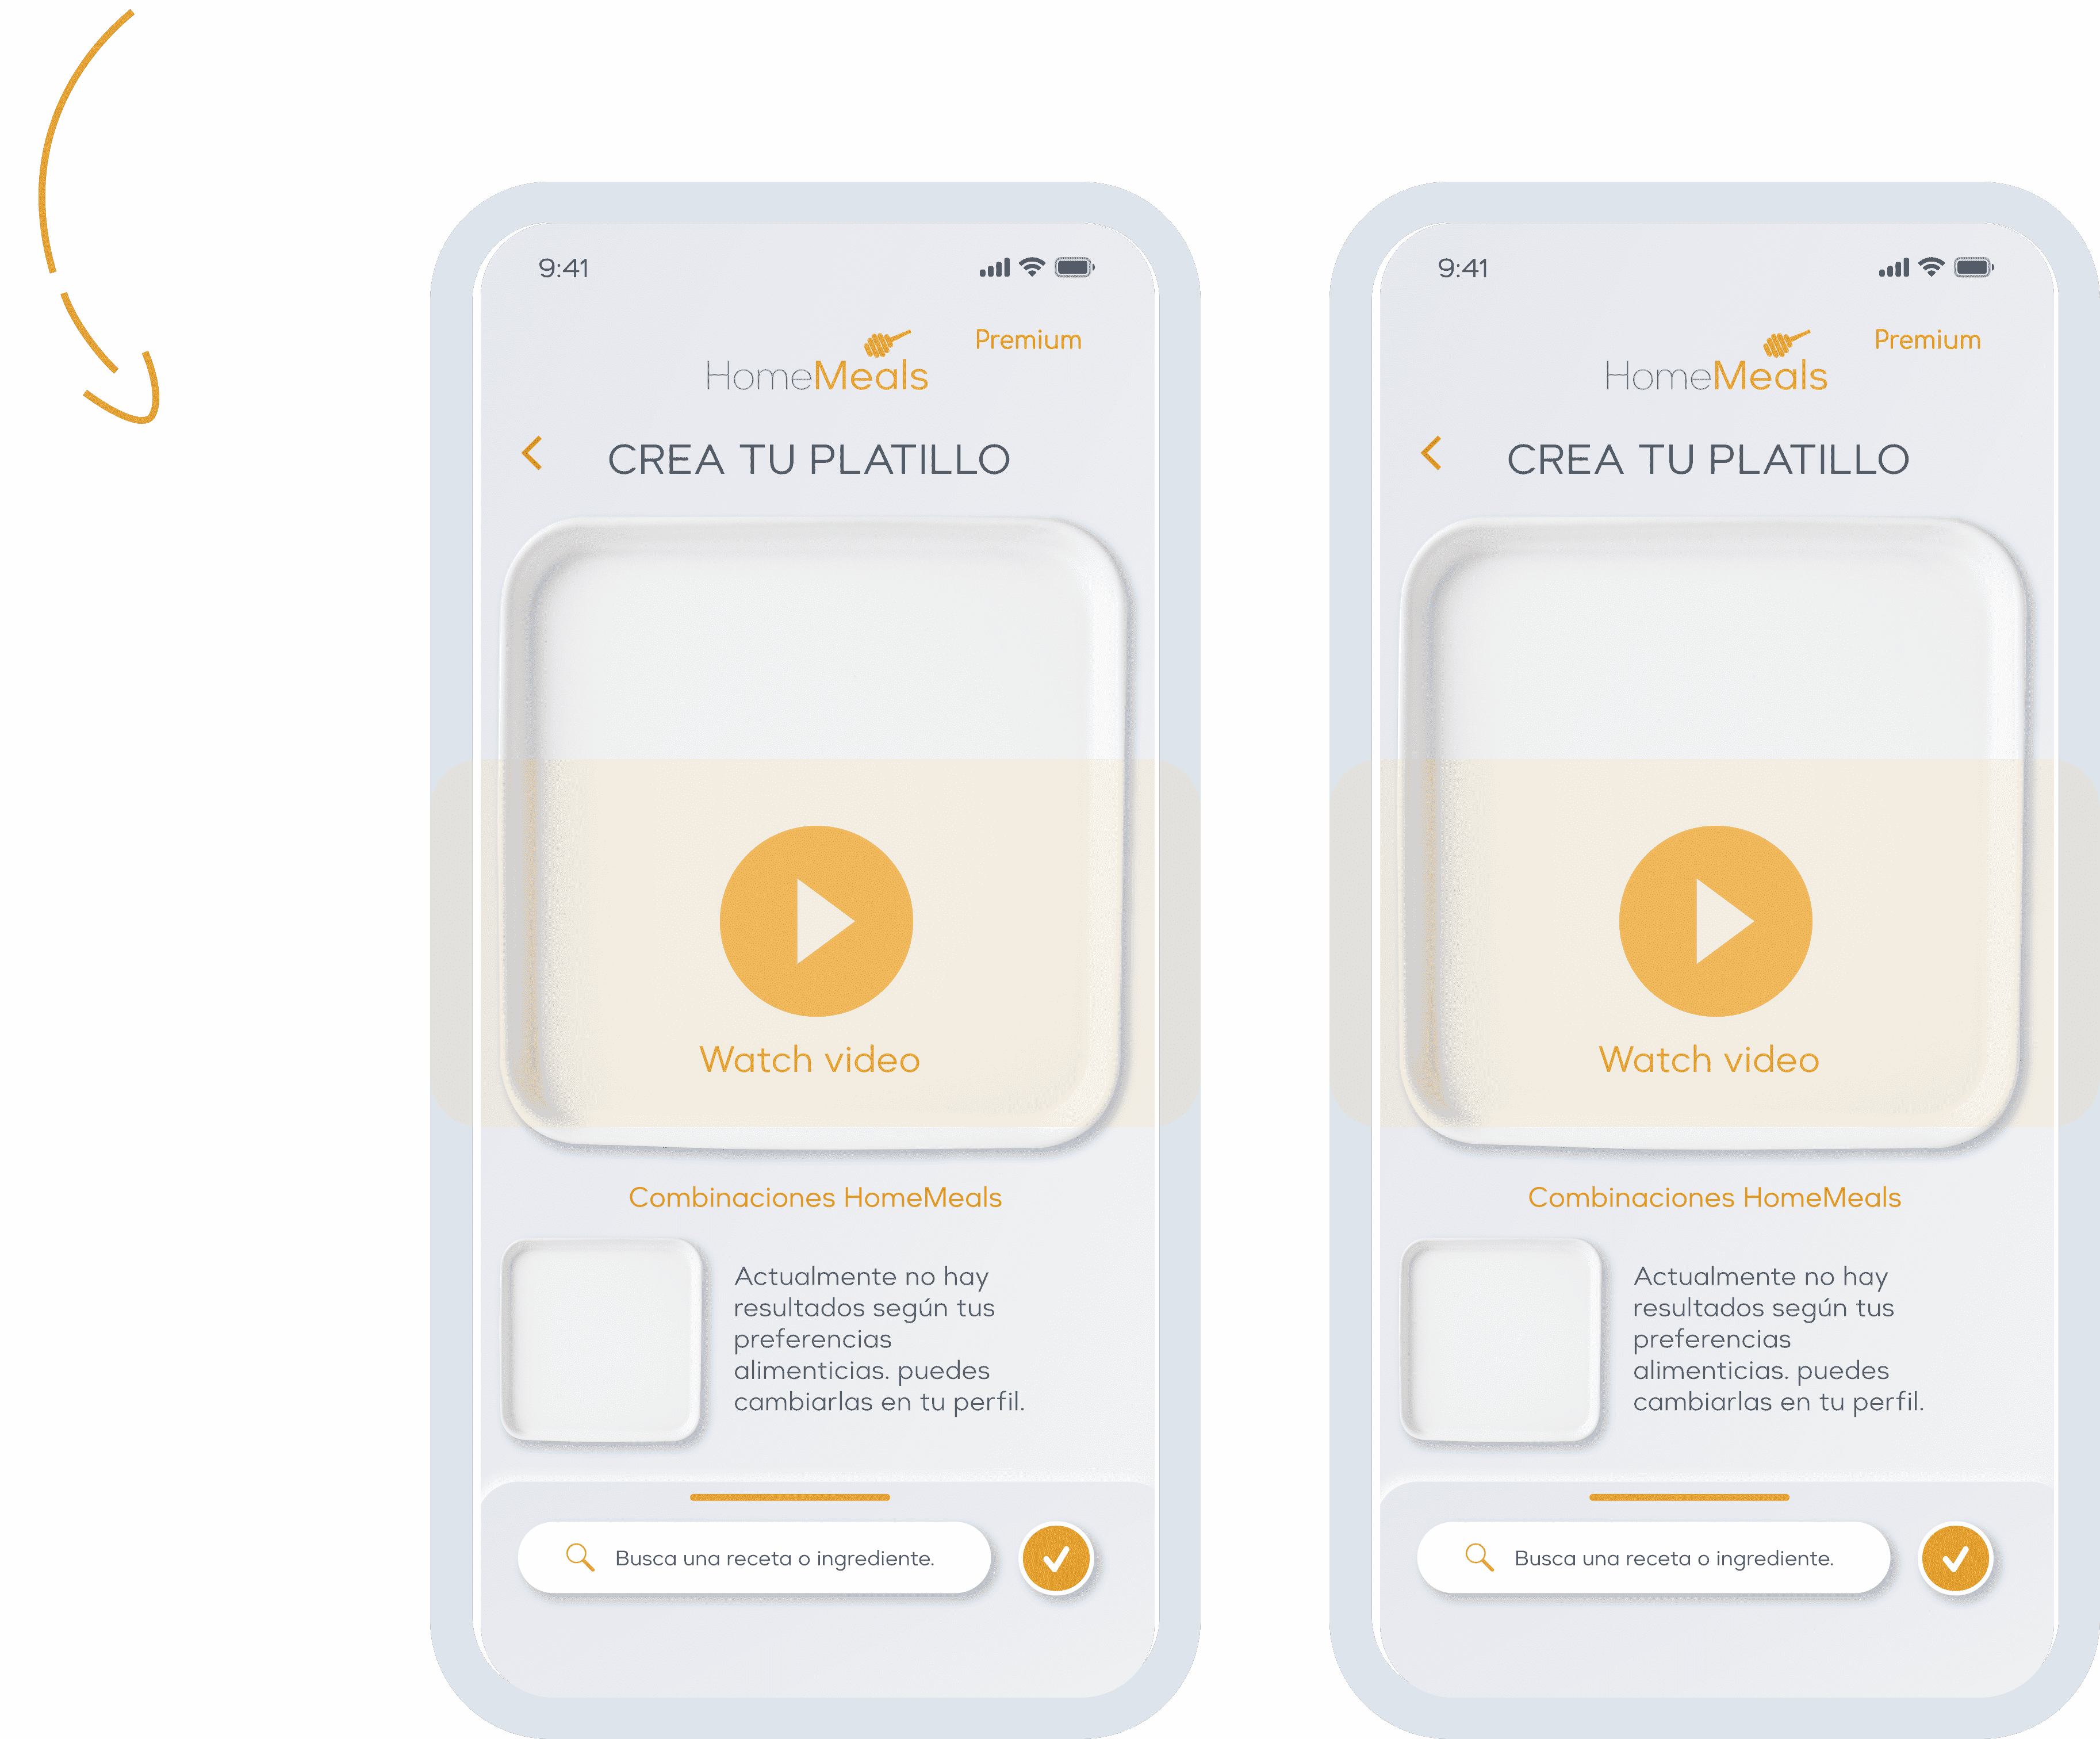 9:41
Premium
HomeMeals
CREA TU PLATILLO
Watch video
Combinaciones HomeMeals
Actualmente no hay
resultados según tus
preferencias
alimenticias. puedes
cambiarlas en tu perfil.
Busca una receta o ingrediente.
9:41
Premium
HomeMeals
CREA TU PLATILLO
Watch video
Combinaciones HomeMeals
Actualmente no hay
resultados según tus
preferencias
alimenticias. puedes
cambiarlas en tu perfil.
Busca una receta o ingrediente.